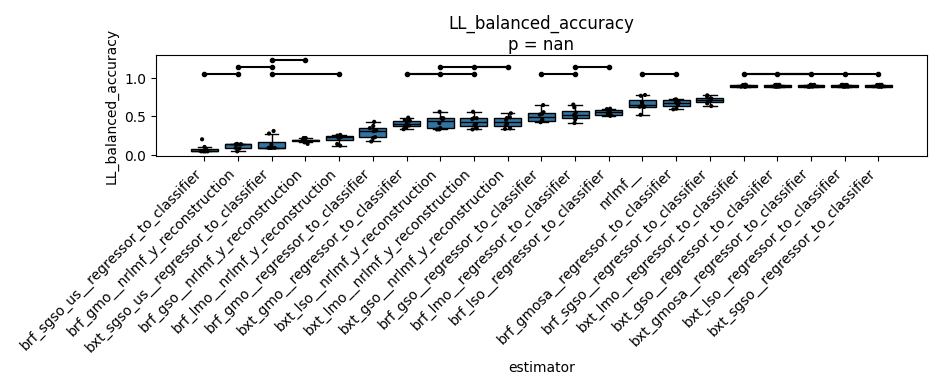 LL_balanced_accuracy
p = nan
LL_balanced_accuracy
1.0
0.5
0.0
brf_sgso_us__regressor_to_classifier
brf_gmo__nrlmf_y_reconstruction
bxt_sgso_us__regressor_to_classifier
brf_gso__nrlmf_y_reconstruction
brf_lmo__nrlmf_y_reconstruction
brf_gmo__regressor_to_classifier
bxt_gmo__regressor_to_classifier
bxt_lso__nrlmf_y_reconstruction
bxt_lmo__nrlmf_y_reconstruction
bxt_gso__nrlmf_y_reconstruction
brf_gso__regressor_to_classifier
brf_lmo__regressor_to_classifier
brf_lso__regressor_to_classifier
nrlmf__
brf_gmosa__regressor_to_classifier
brf_sgso__regressor_to_classifier
bxt_lmo__regressor_to_classifier
bxt_gso__regressor_to_classifier
bxt_gmosa__regressor_to_classifier
bxt_lso__regressor_to_classifier
bxt_sgso__regressor_to_classifier
estimator